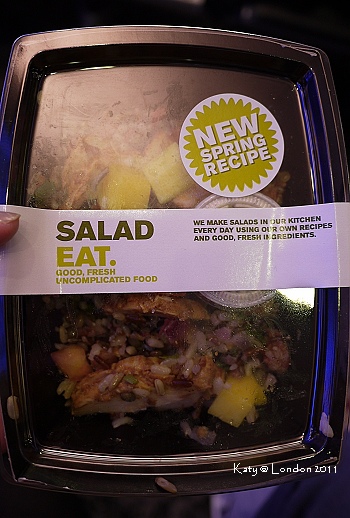 NEW
SPRING
RECIPE
SALAD
EAT.
GOOD, FRESH
UNCOMPLICATED FOOD
WE MAKE SALADS IN OUR KITCHEN
EVERY DAY USING OUR OWN RECIPES
AND GOOD, FRESH INGREDIENTS.
Katy @ London 2011